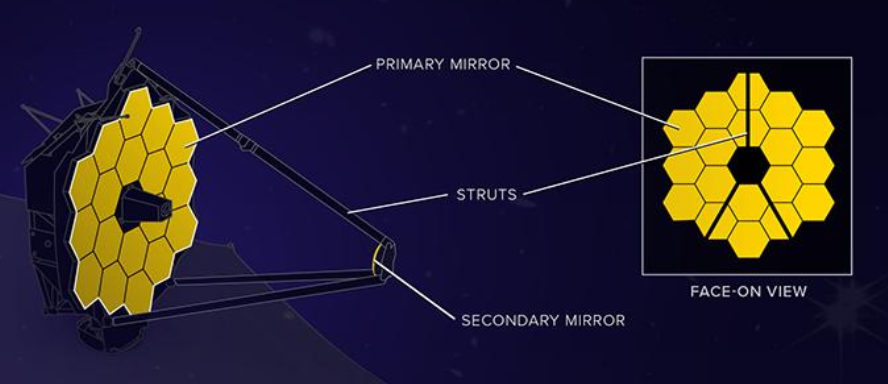 PRIMARY MIRROR
STRUTS
SECONDARY MIRROR
FACE-ON VIEW